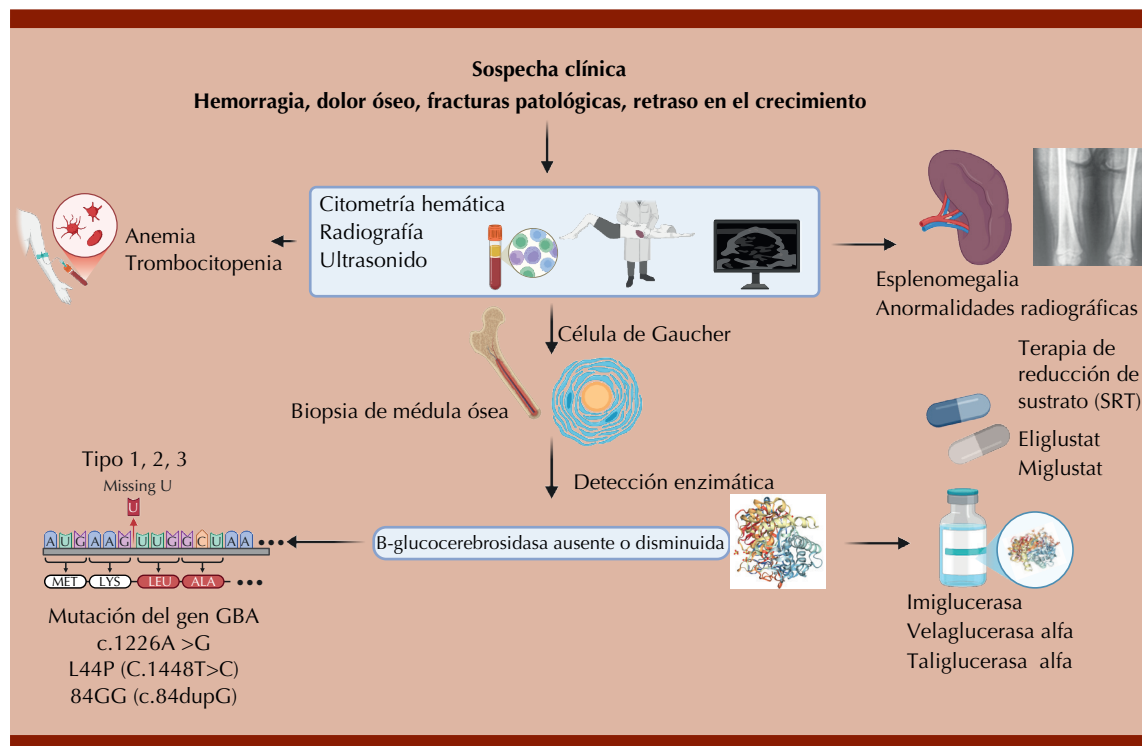 Sospecha clínica
Hemorragia, dolor óseo, fracturas patológicas, retraso en el crecimiento
Citometría hemática
Radiografía
Ultrasonido
Anemia
Trombocitopenia
Esplenomegalia
Anormalidades radiográficas
Célula de Gaucher
Biopsia de médula ósea
Terapia de
reducción de
sustrato (SRT)
Eliglustat
Miglustat
Detección enzimática
B-glucocerebrosidasa ausente o disminuida
Tipo 1, 2, 3
Missing U
U
A U G A A G U U G G C U A A
MET LYS LEU ALA
Mutación del gen GBA
c.1226A >G
L44P (C.1448T>C)
84GG (c.84dupG)
Imiglucerasa
Velaglucerasa alfa
Taliglucerasa alfa